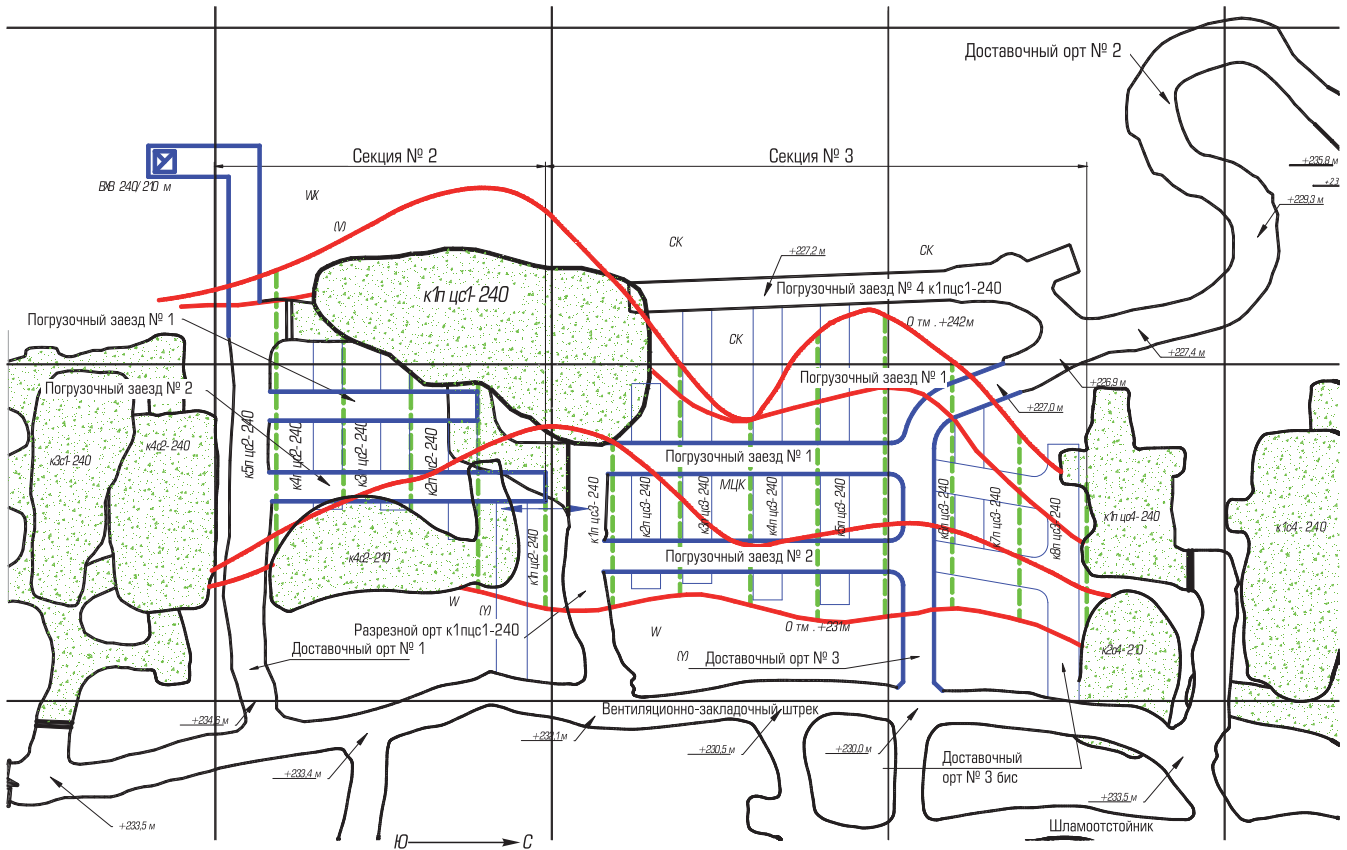 Доставочный орт № 2
Секция № 2
Секция № 3
+235,8 м
ВХВ 240/210 м
+229,3 м
(V)
СК
СК
+227,2 м
к1п цс1-240
Погрузочный заезд № 4 к1пцс1-240
Погрузочный заезд № 1
0 тм . +242м
СК
+227,4 м
Погрузочный заезд № 2
Погрузочный заезд № 1
+226,9 м
+227,0 м
к3с1-240
к4с2-240
к5п цс2-240
к4п цс2-240
к3п цс2-240
к2п цс2-240
Погрузочный заезд № 1
МЦК
к1п цс3-240
к2п цс3-240
к3п цс3-240
к4п цс3-240
к5п цс3-240
к6п цс3-240
к7п цс3-240
к8п цс3-240
к1п цс4-240
к1с4-240
к4с2-210
к1п цс2-240
Погрузочный заезд № 2
Разрезной орт к1пцс1-240
0 тм . +231м
Доставочный орт № 1
Доставочный орт № 3
к2с4-210
Вентиляционно-закладочный штрек
+234,6 м
+232,1м
+230,5 м
+230,0 м
+233,4 м
Доставочный
орт № 3 бис
+233,5 м
+233,5 м
Шламоотстойник
Ю
С